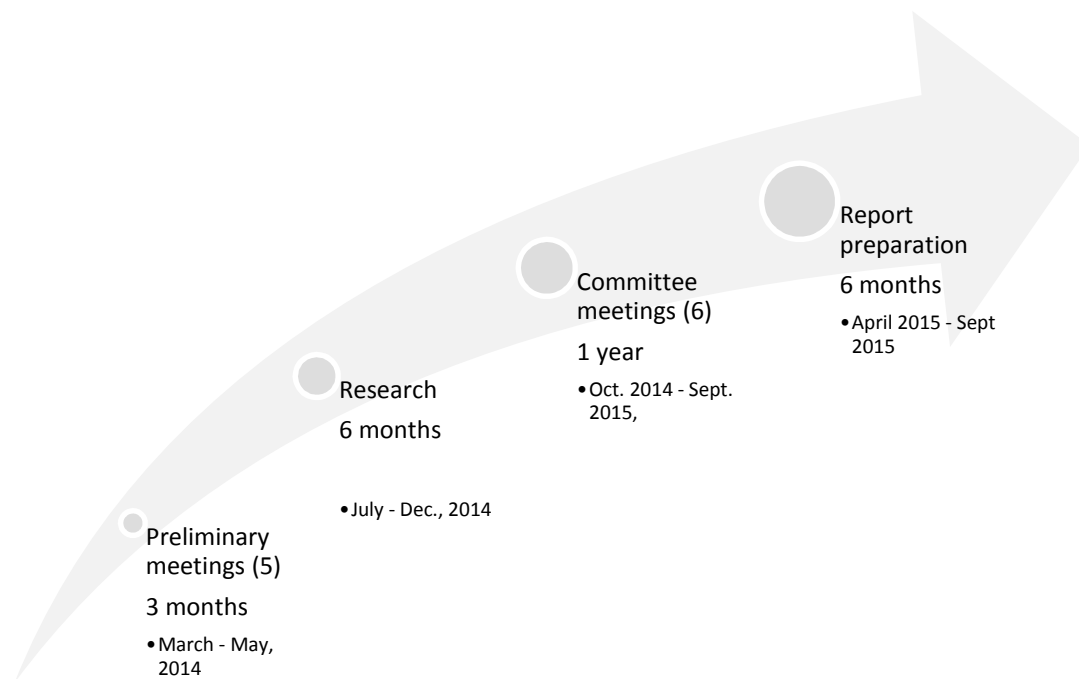 Preliminary
meetings (5)
3 months
•March - May,
2014
Research
6 months
•July - Dec., 2014
Committee
meetings (6)
1 year
•Oct. 2014 - Sept.
2015,
Report
preparation
6 months
•April 2015 - Sept
2015